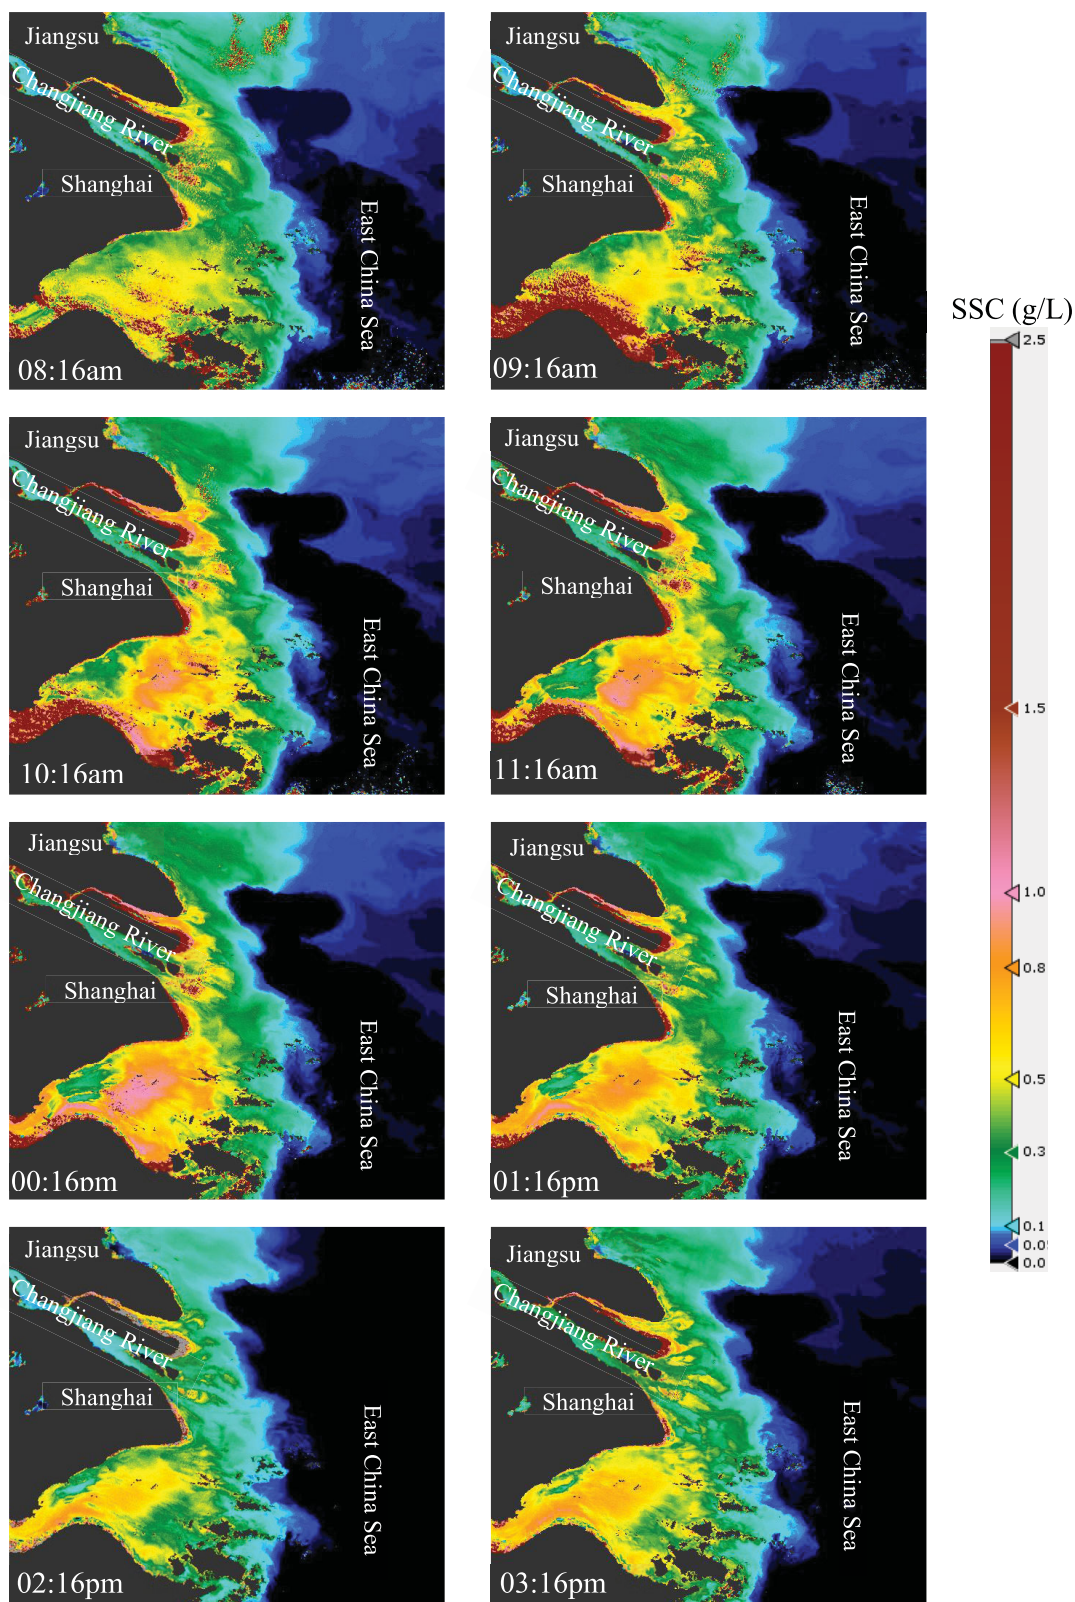 Jiangsu
Changjiang River
Shanghai
East China Sea
08:16am
Jiangsu
Changjiang River
Shanghai
East China Sea
09:16am
SSC (g/L)
2.5
1.5
1.0
0.8
0.5
0.3
0.1
0.0
Jiangsu
Changjiang River
Shanghai
East China Sea
10:16am
Jiangsu
Changjiang River
Shanghai
East China Sea
11:16am
Jiangsu
Changjiang River
Shanghai
East China Sea
00:16pm
Jiangsu
Changjiang River
Shanghai
East China Sea
01:16pm
Jiangsu
Changjiang River
Shanghai
East China Sea
02:16pm
Jiangsu
Changjiang River
Shanghai
East China Sea
03:16pm